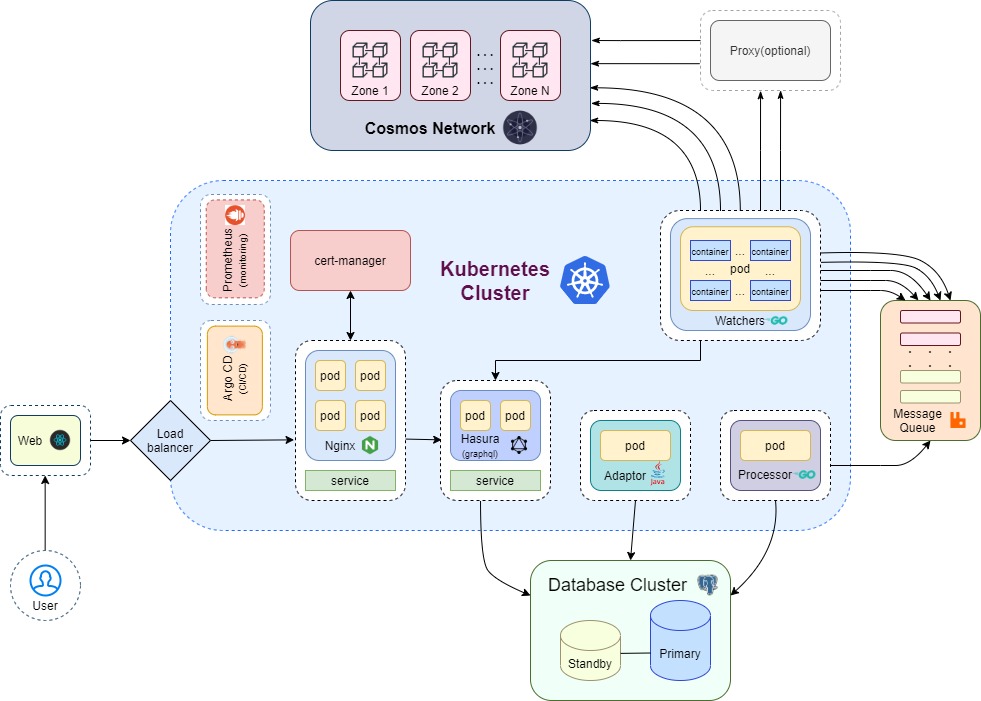 Zone 1
Zone 2
...
...
...
Zone N
Cosmos Network
Proxy(optional)
Prometheus
(monitoring)
cert-manager
Kubernetes
Cluster
container ... container
... pod ...
container ... container
Watchers GO
Argo CD
(CI/CD)
pod pod
pod pod
Nginx
service
pod pod
Hasura
(graphql)
service
pod
Adaptor
Java
pod
Processor GO
. . .
. . .
Message
Queue
Web
Load
balancer
User
Database Cluster
Standby
Primary